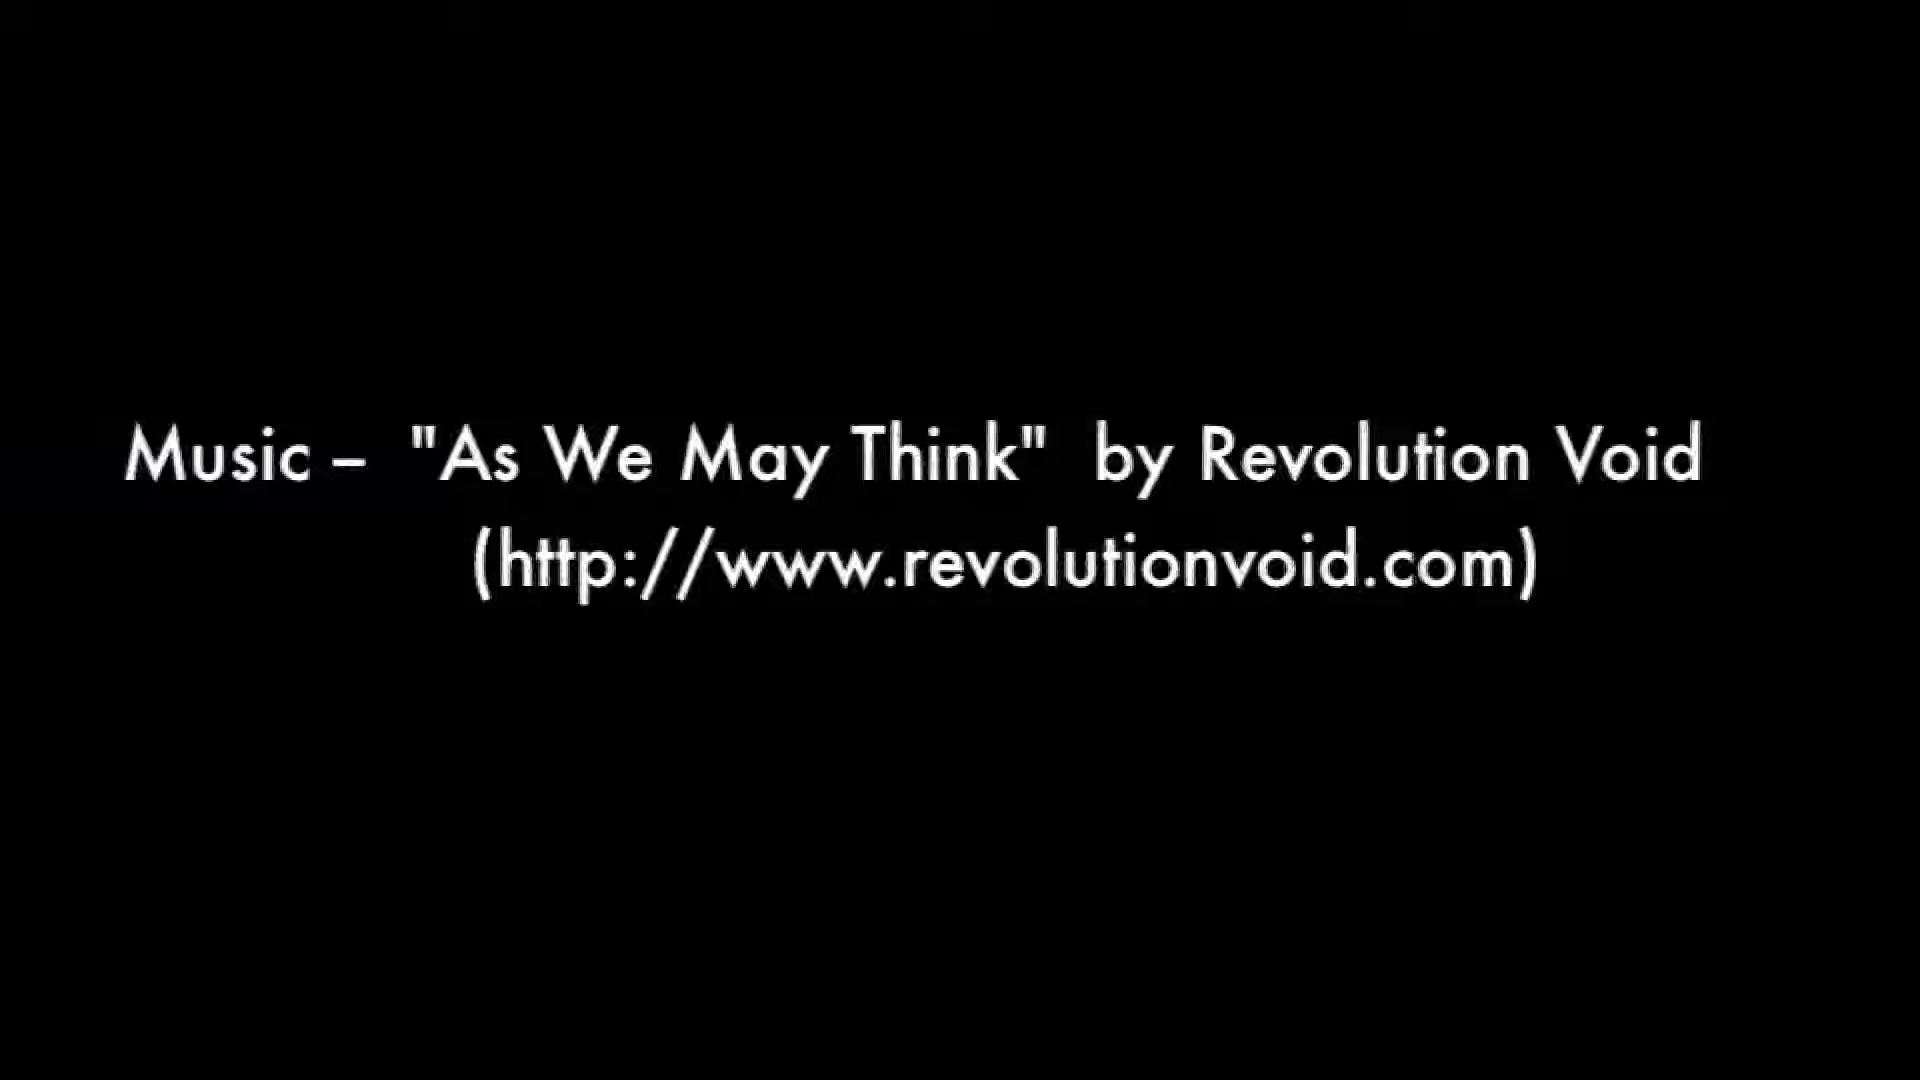 Music – "As We May Think" by Revolution Void
(http://www.revolutionvoid.com)